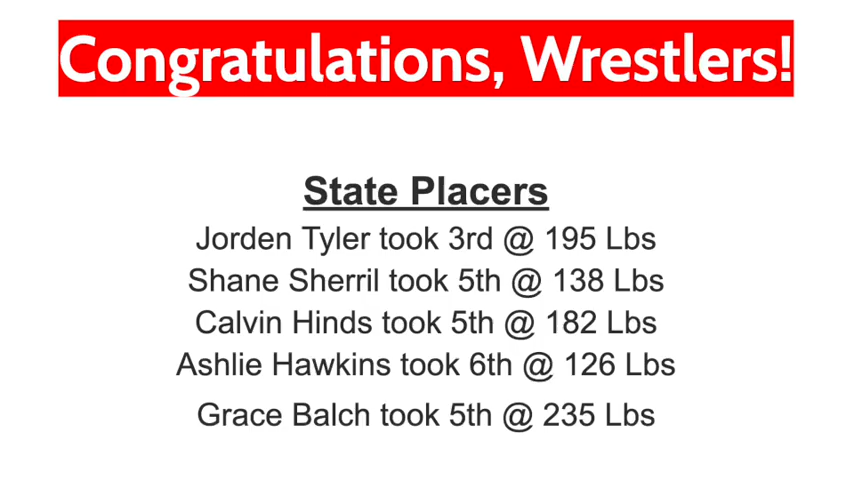 Congratulations, Wrestlers!
State Placers
Jorden Tyler took 3rd @ 195 Lbs
Shane Sherril took 5th @ 138 Lbs
Calvin Hinds took 5th @ 182 Lbs
Ashlie Hawkins took 6th @ 126 Lbs
Grace Balch took 5th @ 235 Lbs